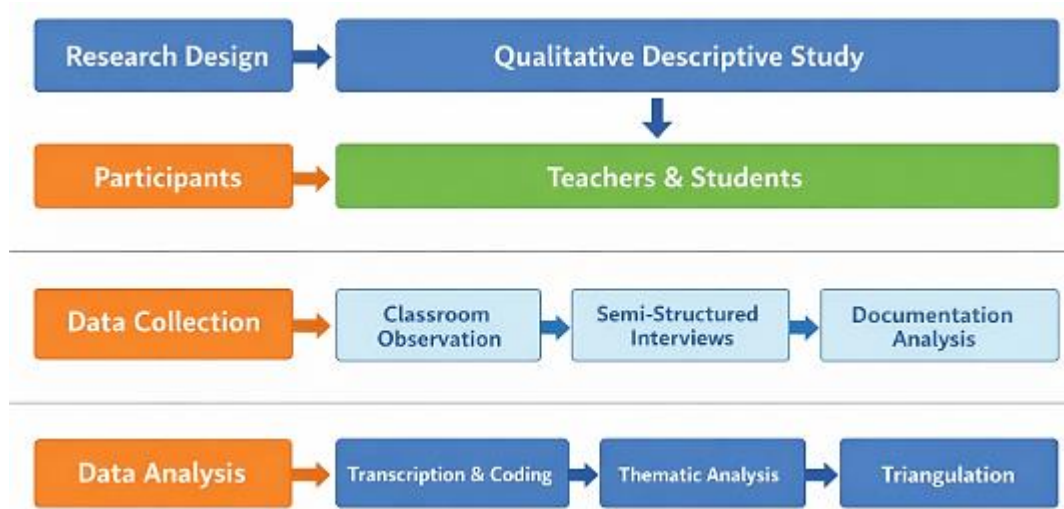 Research Design
Qualitative Descriptive Study
Participants
Teachers & Students
Data Collection
Classroom
Observation
Semi-Structured
Interviews
Documentation
Analysis
Data Analysis
Transcription & Coding
Thematic Analysis
Triangulation